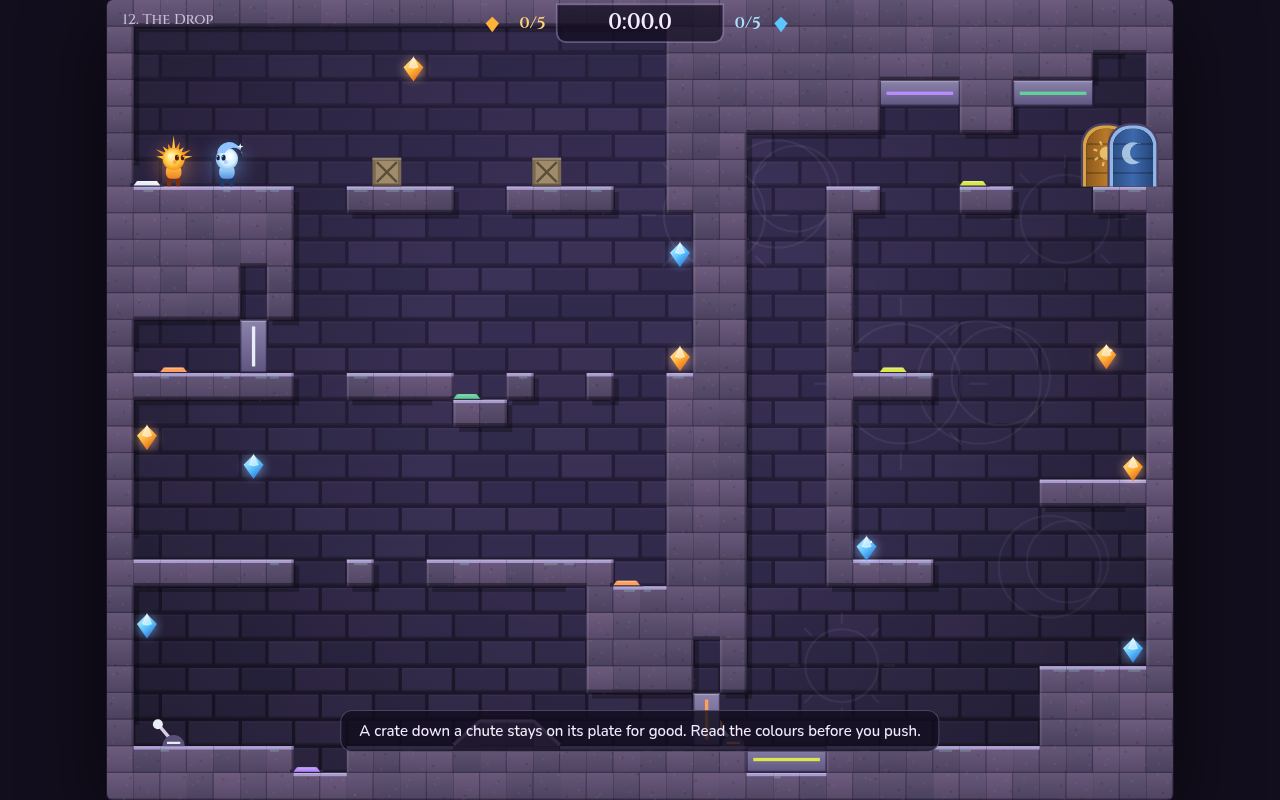 12. The Drop
0/5
0:00.0
0/5
A crate down a chute stays on its plate for good. Read the colours before you push.